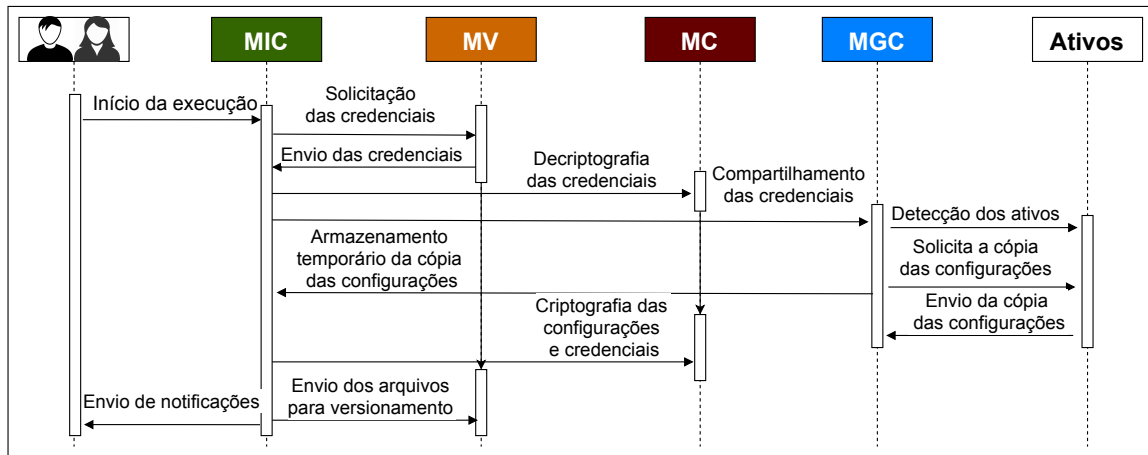 MIC
MV
MC
MGC
Ativos
Início da execução
Solicitação
das credenciais
Envio das credenciais
Decriptografia
das credenciais
Compartilhamento
das credenciais
Detecção dos ativos
Solicita a cópia
das configurações
Armazenamento
temporário da cópia
das configurações
Envio da cópia
das configurações
Criptografia das
configurações
e credenciais
Envio dos arquivos
para versionamento
Envio de notificações